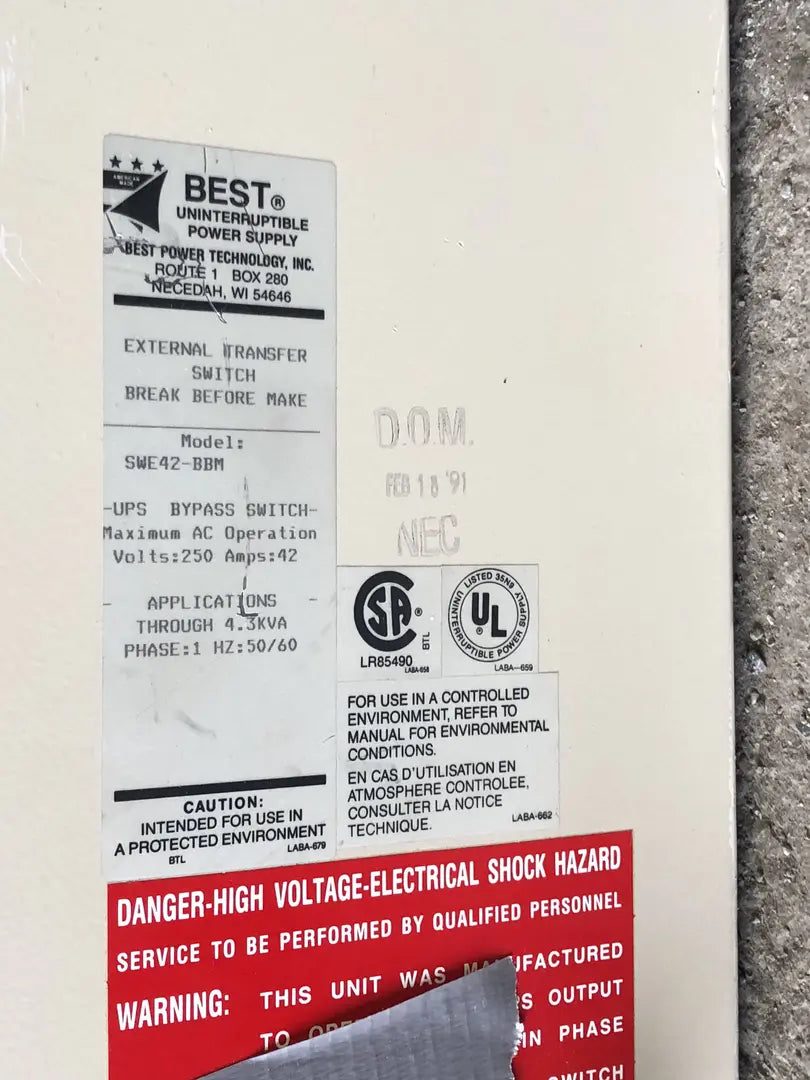 AMERICAN
MADE
BEST®
UNINTERRUPTIBLE
POWER SUPPLY
BEST POWER TECHNOLOGY, INC.
ROUTE 1 BOX 280
NECEDAH, WI 54646
EXTERNAL TRANSFER
SWITCH
BREAK BEFORE MAKE
Model:
SWE42-BBM
-UPS BYPASS SWITCH-
Maximum AC Operation
Volts:250 Amps:42
- APPLICATIONS -
THROUGH 4.3KVA
PHASE:1 HZ:50/60
CAUTION:
INTENDED FOR USE IN
A PROTECTED ENVIRONMENT
BTL LABA-679
D.O.M.
FEB 18 '91
NEC
SA ®
BTL
LR85490
LABA-658
LISTED 35N9
UL ®
UNINTERRUPTIBLE POWER SUPPLY
LABA-659
FOR USE IN A CONTROLLED
ENVIRONMENT, REFER TO
MANUAL FOR ENVIRONMENTAL
CONDITIONS.
EN CAS D'UTILISATION EN
ATMOSPHERE CONTROLEE,
CONSULTER LA NOTICE
TECHNIQUE.
LABA-662
DANGER-HIGH VOLTAGE-ELECTRICAL SHOCK HAZARD
SERVICE TO BE PERFORMED BY QUALIFIED PERSONNEL
WARNING: THIS UNIT WAS MANUFACTURED
TO OUTPUT
IN PHASE
SWITCH